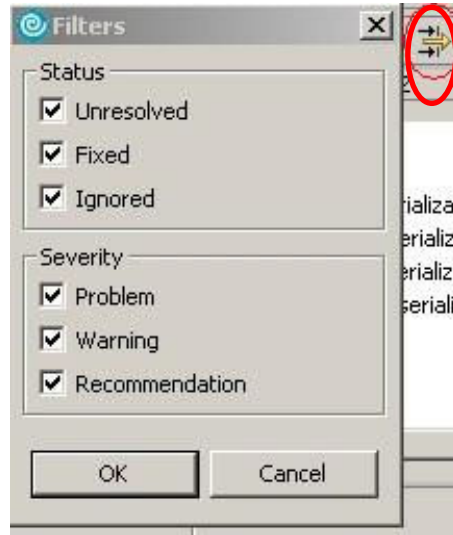 Filters
Status
Unresolved
Fixed
Ignored
Severity
Problem
Warning
Recommendation
OK
Cancel